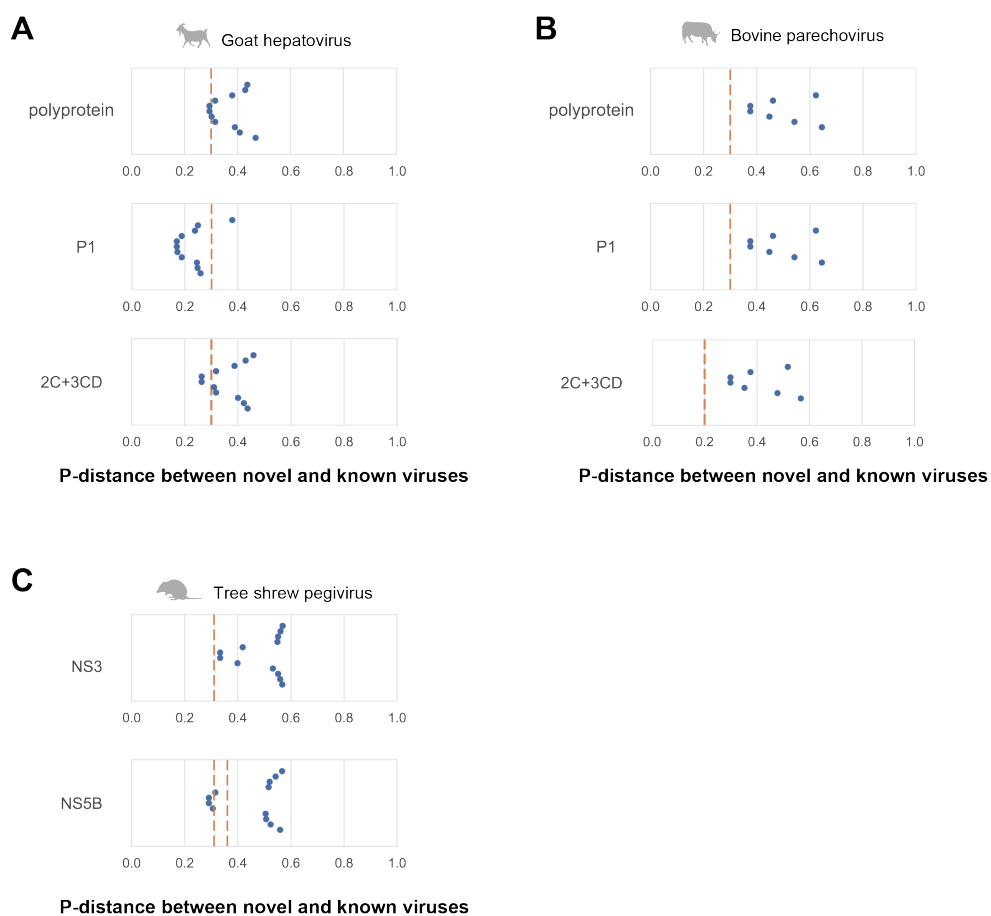 A
Goat hepatovirus
polyprotein
0.0 0.2 0.4 0.6 0.8 1.0
P1
0.0 0.2 0.4 0.6 0.8 1.0
2C+3CD
0.0 0.2 0.4 0.6 0.8 1.0
P-distance between novel and known viruses
B
Bovine parechovirus
polyprotein
0.0 0.2 0.4 0.6 0.8 1.0
P1
0.0 0.2 0.4 0.6 0.8 1.0
2C+3CD
0.0 0.2 0.4 0.6 0.8 1.0
P-distance between novel and known viruses
C
Tree shrew pegivirus
NS3
0.0 0.2 0.4 0.6 0.8 1.0
NS5B
0.0 0.2 0.4 0.6 0.8 1.0
P-distance between novel and known viruses